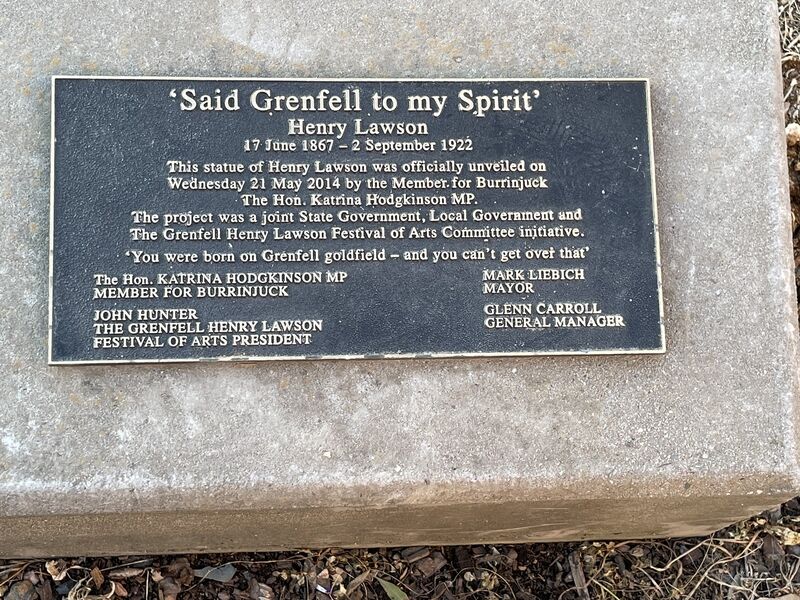 ‘Said Grenfell to my Spirit’
Henry Lawson
17 June 1867 – 2 September 1922
This statue of Henry Lawson was officially unveiled on
Wednesday 21 May 2014 by the Member for Burrinjuck
The Hon. Katrina Hodgkinson MP.
The project was a joint State Government, Local Government and
The Grenfell Henry Lawson Festival of Arts Committee initiative.
‘You were born on Grenfell goldfield – and you can’t get over that’
The Hon. KATRINA HODGKINSON MP
MEMBER FOR BURRINJUCK
MARK LIEBICH
MAYOR
JOHN HUNTER
THE GRENFELL HENRY LAWSON
FESTIVAL OF ARTS PRESIDENT
GLENN CARROLL
GENERAL MANAGER